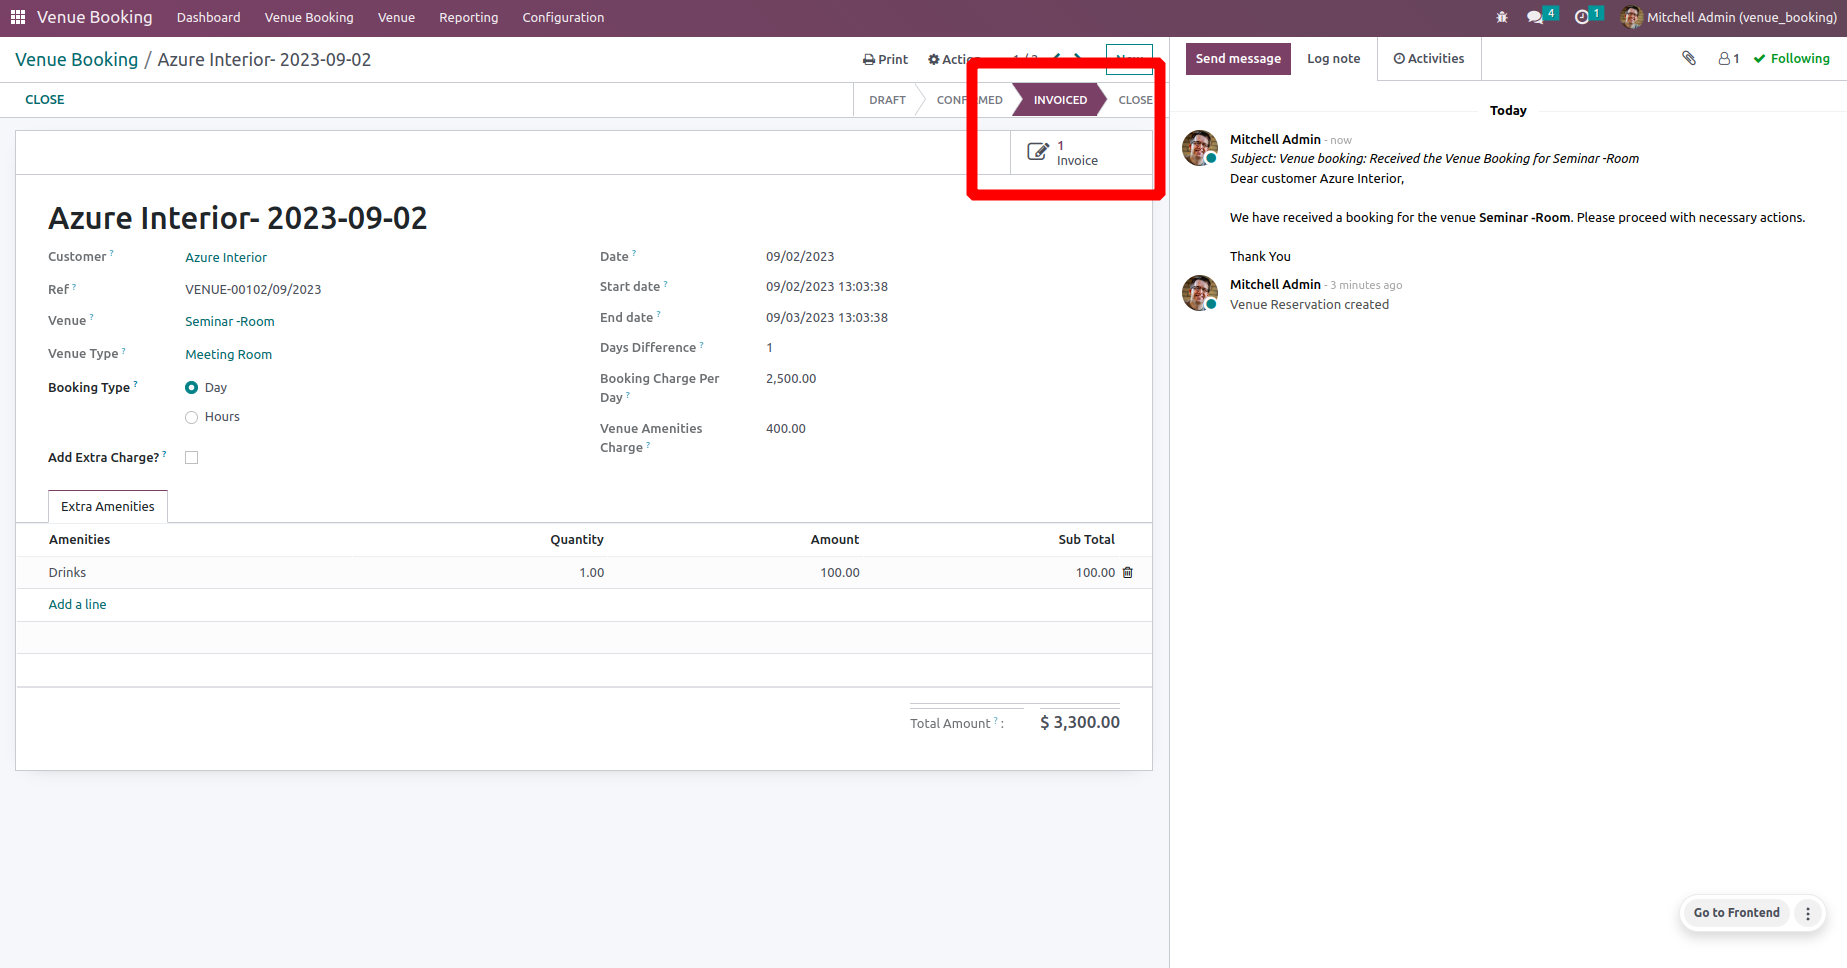 Venue Booking Dashboard Venue Booking Venue Reporting Configuration 4 1 Mitchell Admin (venue_booking)
Venue Booking / Azure Interior- 2023-09-02 Print
CLOSE DRAFT INVOICED CLOSE
1
Invoice
Azure Interior- 2023-09-02
Customer ? Azure Interior
Ref ? VENUE-00102/09/2023
Venue ? Seminar -Room
Venue Type ? Meeting Room
Booking Type ? Day
Hours
Add Extra Charge? ?
Date ? 09/02/2023
Start date ? 09/02/2023 13:03:38
End date ? 09/03/2023 13:03:38
Days Difference ? 1
Booking Charge Per 2,500.00
Day ?
Venue Amenities 400.00
Charge ?
Extra Amenities
Amenities Quantity Amount Sub Total
Drinks 1.00 100.00 100.00
Add a line
Total Amount ? : $ 3,300.00
Send message Log note Activities 1 Following
Today
Mitchell Admin - now
Subject: Venue booking: Received the Venue Booking for Seminar -Room
Dear customer Azure Interior,
We have received a booking for the venue Seminar -Room. Please proceed with necessary actions.
Thank You
Mitchell Admin - 3 minutes ago
Venue Reservation created
Go to Frontend